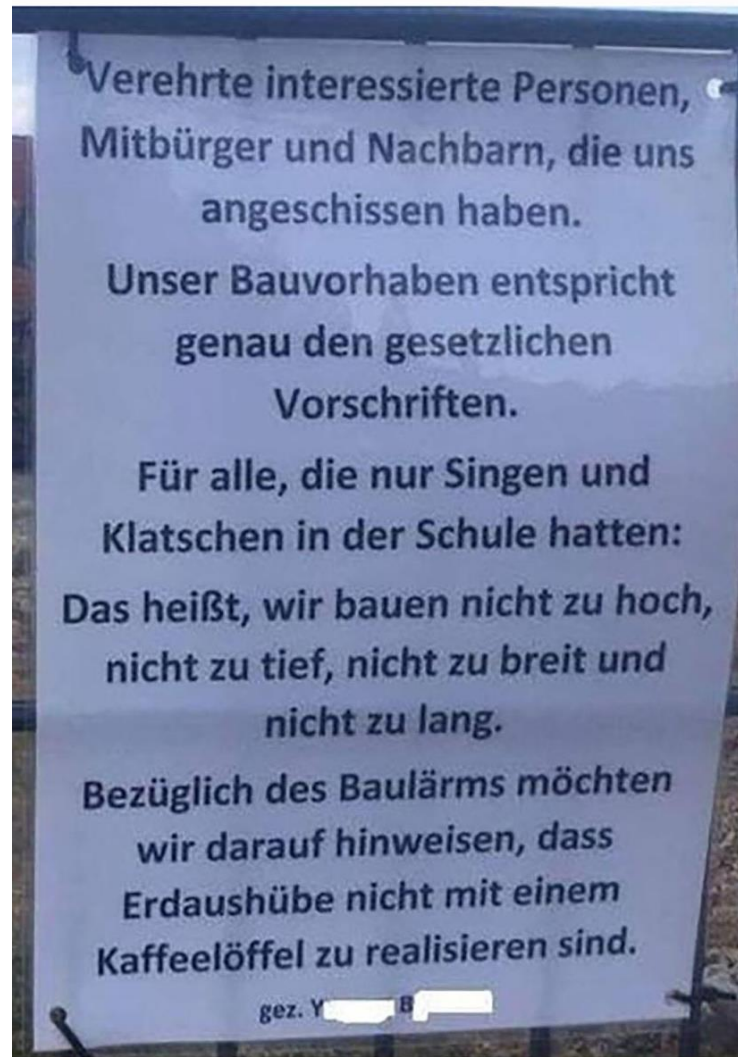 Verehrte interessierte Personen,
Mitbürger und Nachbarn, die uns
angeschissen haben.
Unser Bauvorhaben entspricht
genau den gesetzlichen
Vorschriften.
Für alle, die nur Singen und
Klatschen in der Schule hatten:
Das heißt, wir bauen nicht zu hoch,
nicht zu tief, nicht zu breit und
nicht zu lang.
Bezüglich des Baulärms möchten
wir darauf hinweisen, dass
Erdaushübe nicht mit einem
Kaffeelöffel zu realisieren sind.
gez. Y B